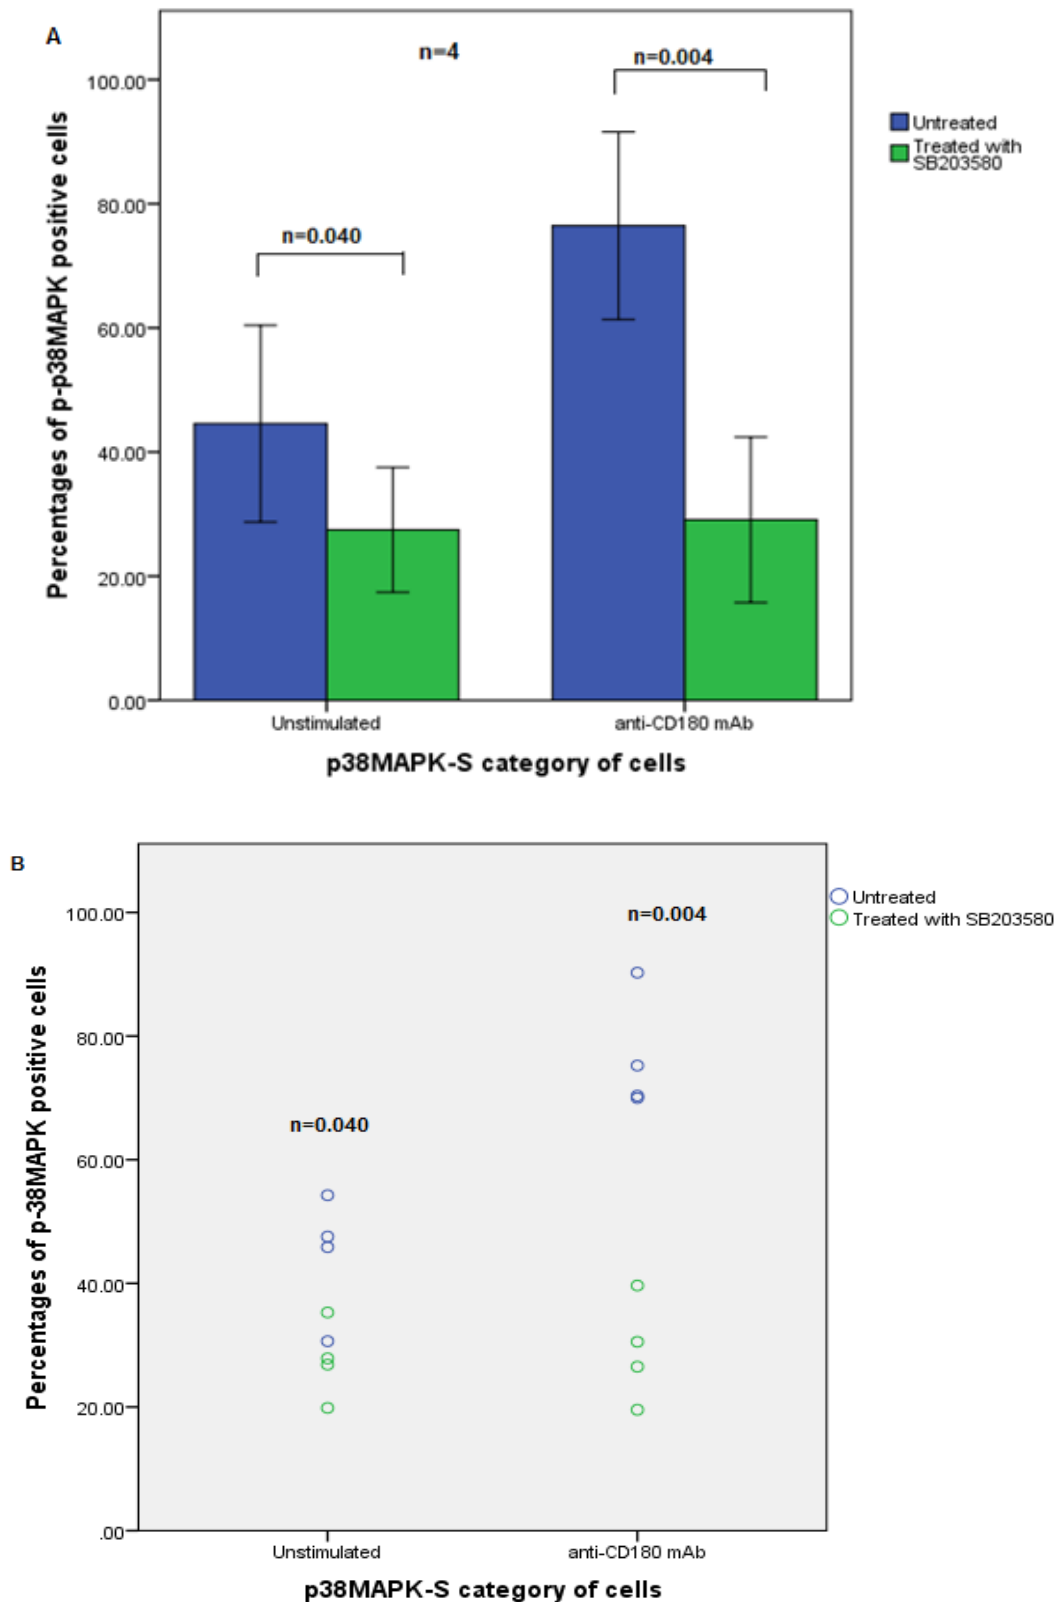 A
n=4
n=0.004
n=0.040
Untreated
Treated with
SB203580
Percentages of p-p38MAPK positive cells
100.00
80.00
60.00
40.00
20.00
0.00
Unstimulated
anti-CD180 mAb
p38MAPK-S category of cells
B
n=0.004
n=0.040
Untreated
Treated with SB203580
Percentages of p-38MAPK positive cells
100.00
80.00
60.00
40.00
20.00
.00
Unstimulated
anti-CD180 mAb
p38MAPK-S category of cells